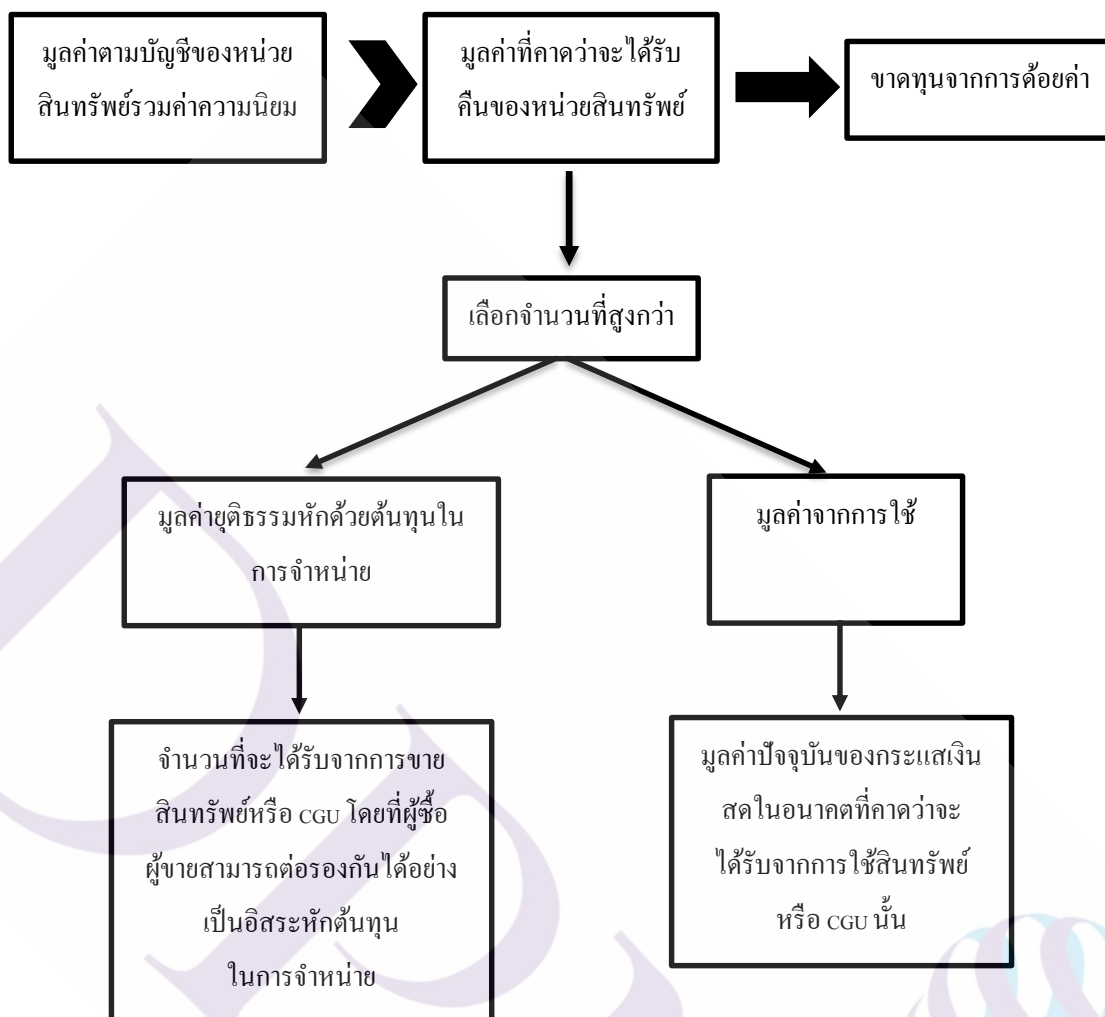 มูลค่าตามบัญชีของหน่วย
สินทรัพย์รวมค่าความนิยม
มูลค่าที่คาดว่าจะได้รับ
คืนของหน่วยสินทรัพย์
ขาดทุนจากการด้อยค่า
เลือกจำนวนที่สูงกว่า
มูลค่ายุติธรรมหักด้วยต้นทุนใน
การจำหน่าย
มูลค่าจากการใช้
จำนวนที่จะได้รับจากการขาย
สินทรัพย์หรือ CGU โดยที่ผู้ซื้อ
ผู้ขายสามารถต่อรองกันได้อย่าง
เป็นอิสระหักต้นทุน
ในการจำหน่าย
มูลค่าปัจจุบันของกระแสเงิน
สดในอนาคตที่คาดว่าจะ
ได้รับจากการใช้สินทรัพย์
หรือ CGU นั้น